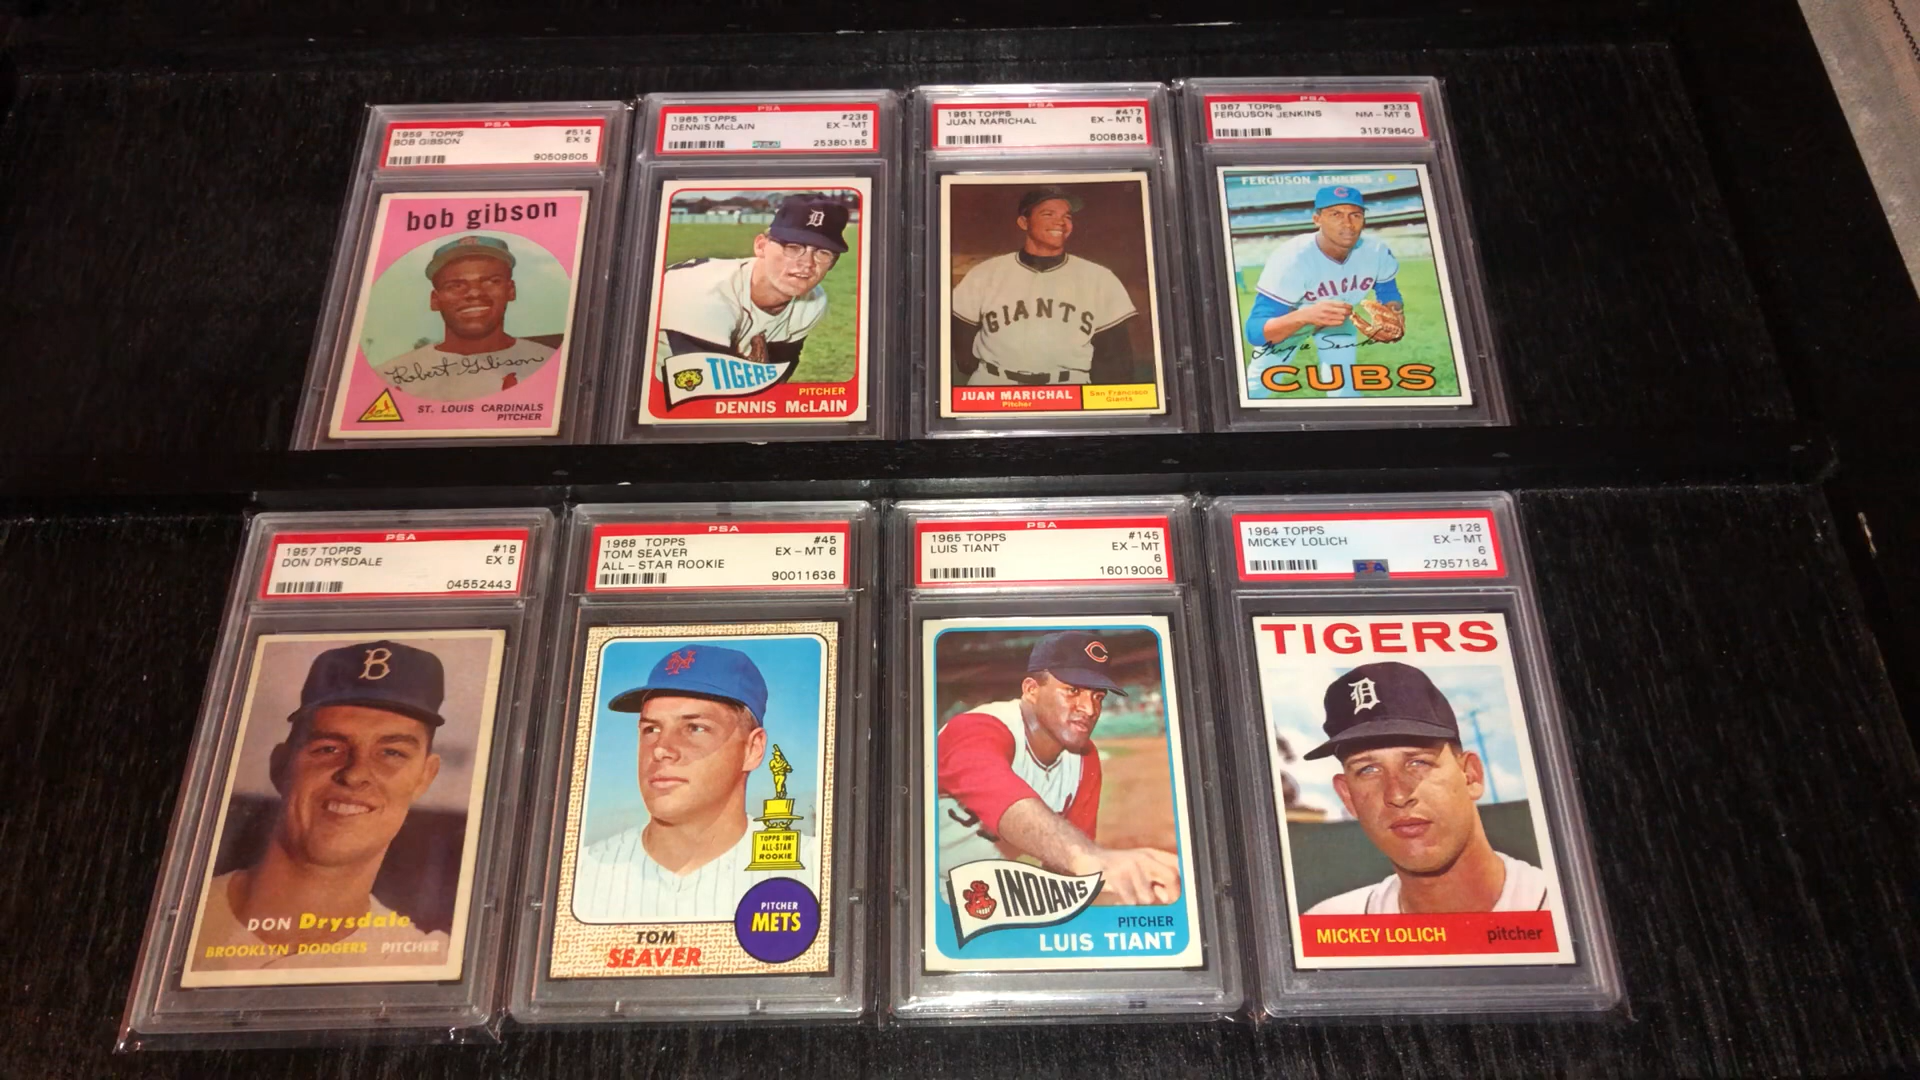 PSA
1959 TOPPS #514
BOB GIBSON EX 5
90509605
bob gibson
Robert Gibson
ST. LOUIS CARDINALS
PITCHER
PSA
1965 TOPPS #236
DENNIS McLAIN EX - MT
6
25380185
D
TIGERS
PITCHER
DENNIS McLAIN
PSA
1961 TOPPS #417
JUAN MARICHAL EX - MT 6
50086384
GIANTS
JUAN MARICHAL
Pitcher
San Francisco
Giants
PSA
1967 TOPPS #333
FERGUSON JENKINS NM - MT 8
31579640
FERGUSON JENKINS • P
C
CHICAGO
CUBS
PSA
1957 TOPPS #18
DON DRYSDALE EX 5
04552443
B
DON Drysdale
BROOKLYN DODGERS PITCHER
PSA
1968 TOPPS #45
TOM SEAVER EX - MT 6
ALL - STAR ROOKIE
90011636
NY
TOPPS 1967
ALL-STAR
ROOKIE
PITCHER
METS
TOM
SEAVER
PSA
1965 TOPPS #145
LUIS TIANT EX - MT
6
16019006
C
INDIANS
PITCHER
LUIS TIANT
1964 TOPPS #128
MICKEY LOLICH EX - MT
6
PSA 27957184
TIGERS
D
MICKEY LOLICH pitcher